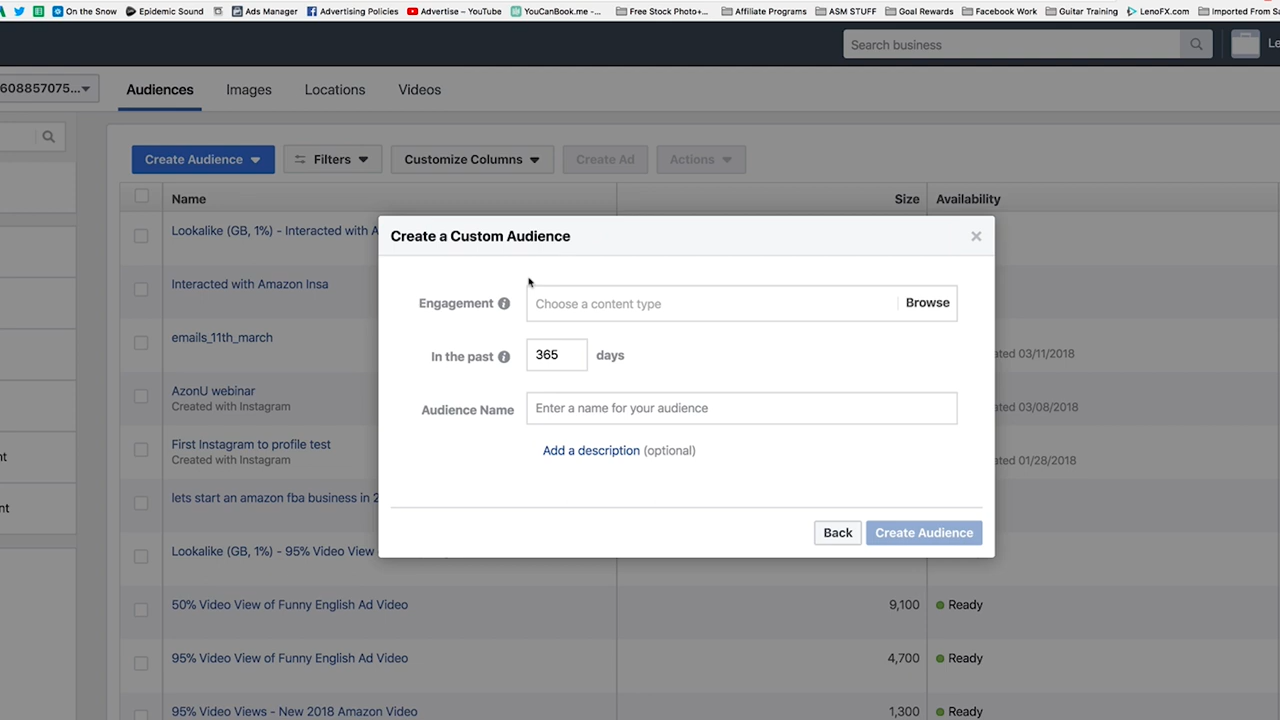 On the Snow Epidemic Sound Ads Manager Advertising Policies Advertise – YouTube YouCanBook.me -... Free Stock Photo+... Affiliate Programs ASM STUFF Goal Rewards Facebook Work Guitar Training LenoFX.com Imported From Sa
Search business Le
608857075... Audiences Images Locations Videos
Create Audience Filters Customize Columns Create Ad Actions
Name Size Availability
Lookalike (GB, 1%) - Interacted with A
Create a Custom Audience
Interacted with Amazon Insa
Engagement Choose a content type Browse
emails_11th_march
In the past 365 days
ated 03/11/2018
AzonU webinar
Created with Instagram
Audience Name Enter a name for your audience
ated 03/08/2018
First Instagram to profile test
Created with Instagram
Add a description (optional)
ated 01/28/2018
nt
lets start an amazon fba business in 2
nt
Back Create Audience
Lookalike (GB, 1%) - 95% Video View
50% Video View of Funny English Ad Video 9,100 Ready
95% Video View of Funny English Ad Video 4,700 Ready
95% Video Views - New 2018 Amazon Video 1,300 Ready